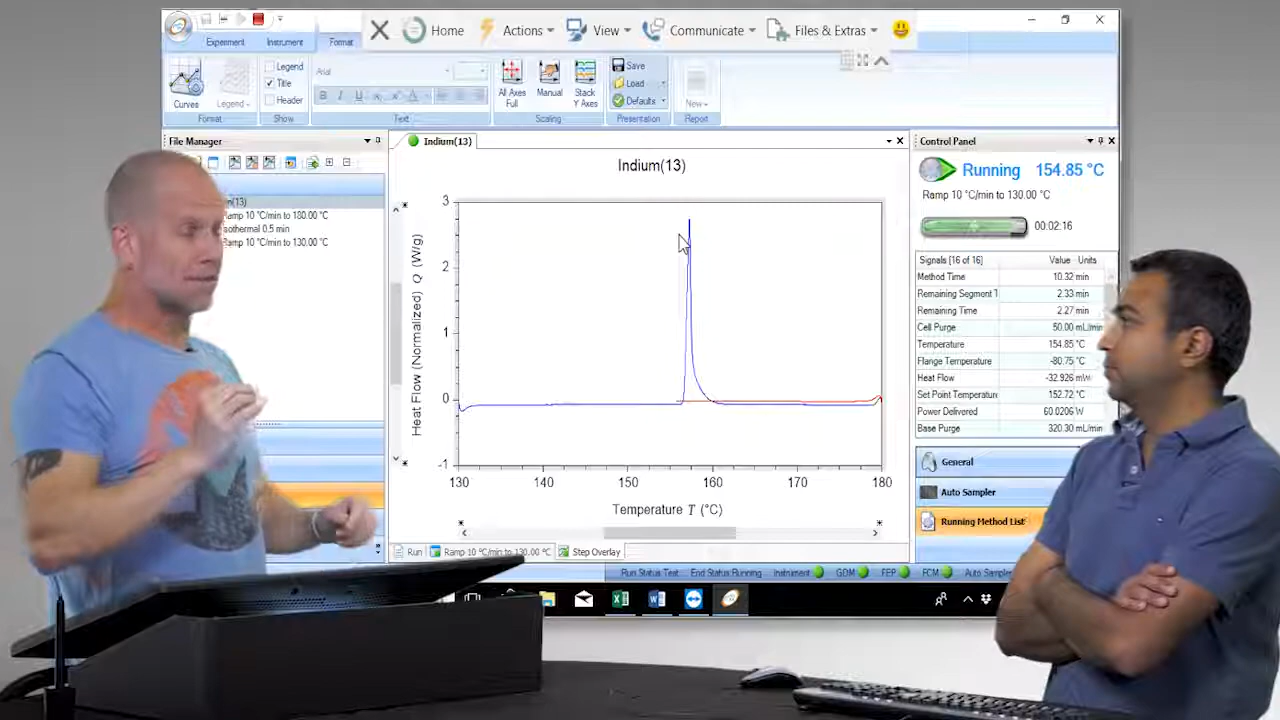 Home
Actions
View
Communicate
Files & Extras
Experiment
Instrument
Format
Curves
Legend
Legend
Title
Header
Format
Show
Arial
B I U
Text
All Axes Full
Manual
Stack Y Axes
Scaling
Save
Load
Defaults
Presentation
New
Report
File Manager
Ramp 10 °C/min to 180.00 °C
Isothermal 0.5 min
Ramp 10 °C/min to 130.00 °C
Indium(13)
Indium(13)
Heat Flow (Normalized) Q (W/g)
3
2
1
0
-1
130 140 150 160 170 180
Temperature T (°C)
Run
Ramp 10 °C/min to 130.00 °C
Step Overlay
Control Panel
Running 154.85 °C
Ramp 10 °C/min to 130.00 °C
00:02:16
Signals [16 of 16] Value Units
Method Time 10.32 min
Remaining Segment T 2.33 min
Remaining Time 2.27 min
Cell Purge 50.00 mL/min
Temperature 154.85 °C
Flange Temperature -80.75 °C
Heat Flow -32.926 mW
Set Point Temperature 152.72 °C
Power Delivered 60.0206 W
Base Purge 320.30 mL/min
General
Auto Sampler
Running Method List
Run Status: Test End Status: Running Instrument GDM FEP FCM Auto Sampler